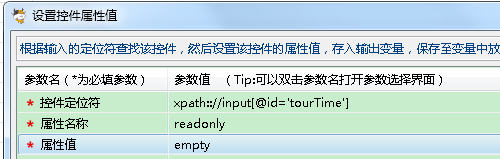 设置控件属性值
根据输入的定位符查找该控件，然后设置该控件的属性值，存入输出变量，保存至变量中放
参数名（*为必填参数） 参数值 （Tip:可以双击参数名打开参数选择界面）
* 控件定位符 xpath:://input[@id='tourTime']
* 属性名称 readonly
* 属性值 empty